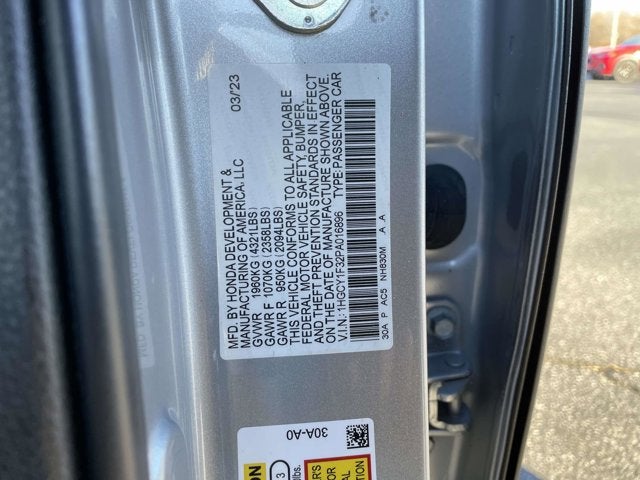 MFD. BY HONDA DEVELOPMENT & 03/23
MANUFACTURING OF AMERICA, LLC
GVWR 1960KG (4321LBS)
GAWR F 1070KG (2358LBS)
GAWR R 950KG (2094LBS)
THIS VEHICLE CONFORMS TO ALL APPLICABLE
FEDERAL MOTOR VEHICLE SAFETY, BUMPER,
AND THEFT PREVENTION STANDARDS IN EFFECT
ON THE DATE OF MANUFACTURE SHOWN ABOVE.
V.I.N.: 1HGCY1F32PA016896 TYPE:PASSENGER CAR
30A P AC5 NH830M A A
30A-A0
3
lbs.